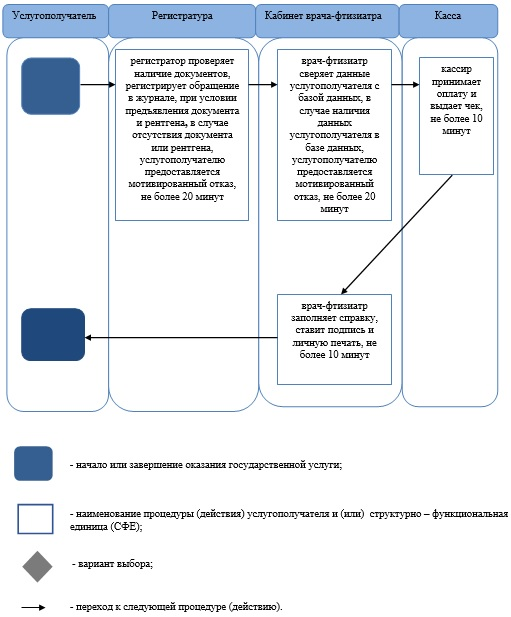 Услугополучатель
Регистратура
Кабинет врача-фтизиатра
Касса
регистратор проверяет
наличие документов,
регистрирует обращение
в журнале, при условии
предъявления документа
и рентгена, в случае
отсутствия документа
или рентгена,
услугополучателю
предоставляется
мотивированный отказ,
не более 20 минут
врач-фтизиатр
сверяет данные
услугополучателя с
базой данных, в
случае наличия
данных
услугополучателя в
базе данных,
услугополучателю
предоставляется
мотивированный
отказ, не более 20
минут
кассир
принимает
оплату и
выдает чек,
не более 10
минут
врач-фтизиатр
заполняет справку,
ставит подпись и
личную печать, не
более 10 минут
- начало или завершение оказания государственной услуги;
- наименование процедуры (действия) услугополучателя и (или) структурно – функциональная
единица (СФЕ);
- вариант выбора;
- переход к следующей процедуре (действию).